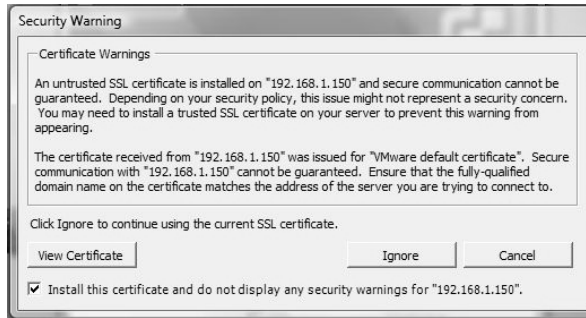 Security Warning
Certificate Warnings
An untrusted SSL certificate is installed on "192.168.1.150" and secure communication cannot be
guaranteed. Depending on your security policy, this issue might not represent a security concern.
You may need to install a trusted SSL certificate on your server to prevent this warning from
appearing.
The certificate received from "192.168.1.150" was issued for "VMware default certificate". Secure
communication with "192.168.1.150" cannot be guaranteed. Ensure that the fully-qualified
domain name on the certificate matches the address of the server you are trying to connect to.
Click Ignore to continue using the current SSL certificate.
View Certificate Ignore Cancel
Install this certificate and do not display any security warnings for "192.168.1.150".